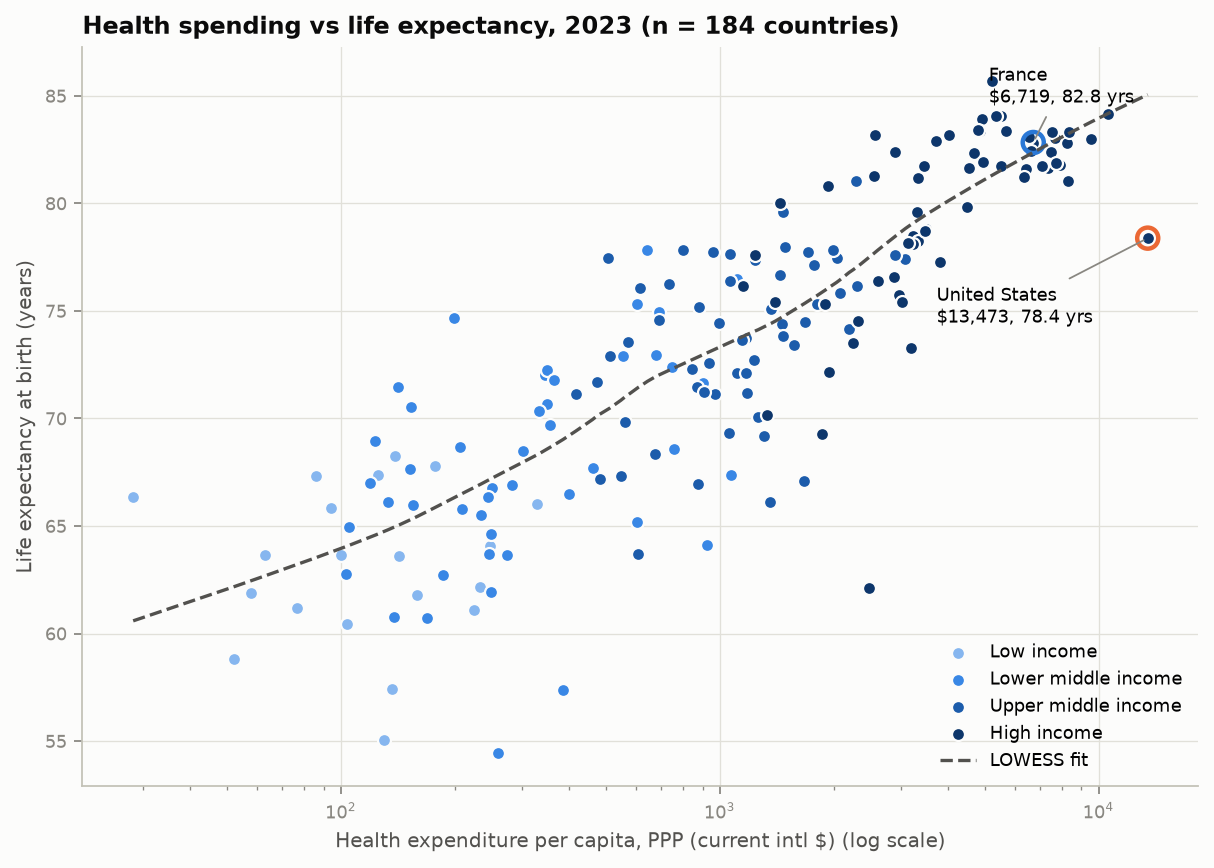 Health spending vs life expectancy, 2023 (n = 184 countries)
France
$6,719, 82.8 yrs
85
80
75
70
65
60
55
Life expectancy at birth (years)
United States
$13,473, 78.4 yrs
Low income
Lower middle income
Upper middle income
High income
LOWESS fit
10² 10³ 10⁴
Health expenditure per capita, PPP (current intl $) (log scale)